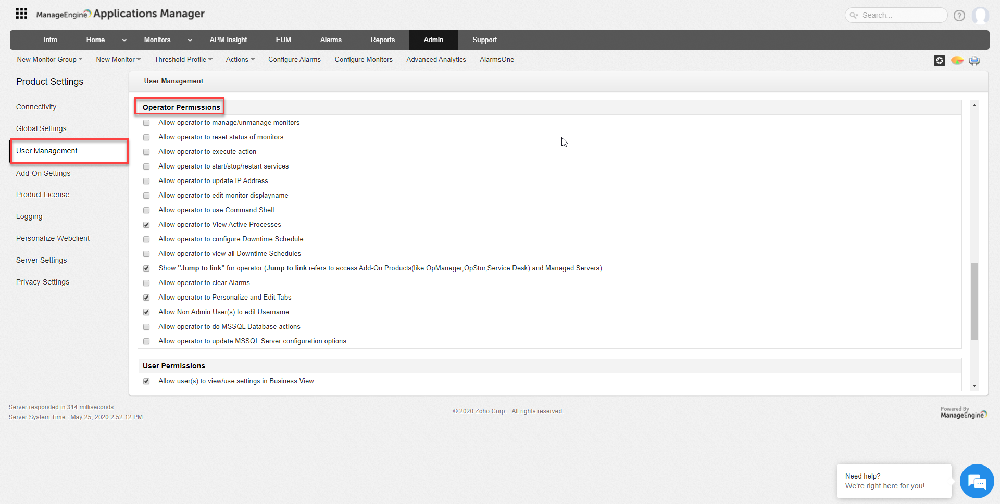 ManageEngine Applications Manager
Search...
?
Intro Home Monitors APM Insight EUM Alarms Reports Admin Support
New Monitor Group New Monitor Threshold Profile Actions Configure Alarms Configure Monitors Advanced Analytics AlarmsOne
Product Settings
Connectivity
Global Settings
User Management
Add-On Settings
Product License
Logging
Personalize Webclient
Server Settings
Privacy Settings
User Management
Operator Permissions
Allow operator to manage/unmanage monitors
Allow operator to reset status of monitors
Allow operator to execute action
Allow operator to start/stop/restart services
Allow operator to update IP Address
Allow operator to edit monitor displayname
Allow operator to use Command Shell
Allow operator to View Active Processes
Allow operator to configure Downtime Schedule
Allow operator to view all Downtime Schedules
Show "Jump to link" for operator (Jump to link refers to access Add-On Products(like OpManager,OpStor,Service Desk) and Managed Servers)
Allow operator to clear Alarms.
Allow operator to Personalize and Edit Tabs
Allow Non Admin User(s) to edit Username
Allow operator to do MSSQL Database actions
Allow operator to update MSSQL Server configuration options
User Permissions
Allow user(s) to view/use settings in Business View.
Server responded in 314 milliseconds
Server System Time : May 25, 2020 2:52:12 PM
© 2020 Zoho Corp. All rights reserved.
Powered By
ManageEngine
Need help?
We're right here for you!